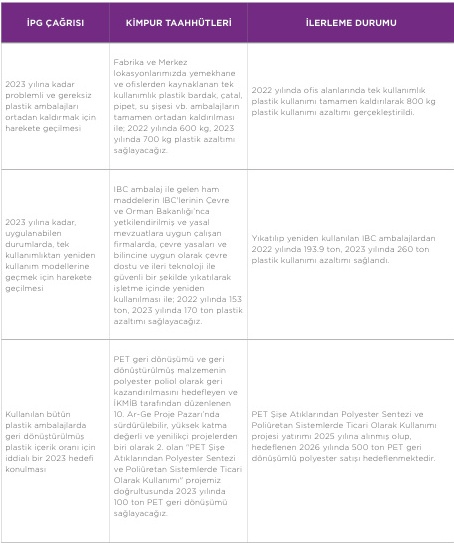 İPG ÇAĞRISI
KİMPUR TAAHHÜTLERİ
İLERLEME DURUMU
2023 yılına kadar
problemli ve gereksiz
plastik ambalajları
ortadan kaldırmak için
harekete geçilmesi
Fabrika ve Merkez
lokasyonlarımızda yemekhane
ve ofislerden kaynaklanan tek
kullanımlık plastik bardak, çatal,
pipet, su şişesi vb. ambalajların
tamamen ortadan kaldırılması
ile; 2022 yılında 600 kg, 2023
yılında 700 kg plastik azaltımı
sağlayacağız.
2022 yılında ofis alanlarında tek kullanımlık
plastik kullanımı tamamen kaldırılarak 800 kg
plastik kullanımı azaltımı gerçekleştirildi.
2023 yılına kadar,
uygulanabilen
durumlarda, tek
kullanımlıktan yeniden
kullanım modellerine
geçmek için harekete
geçilmesi
IBC ambalaj ile gelen ham
maddelerin IBC'lerinin Çevre
ve Orman Bakanlığı'nca
yetkilendirilmiş ve yasal
mevzuatlara uygun çalışan
firmalarda, çevre yasaları ve
bilincine uygun olarak çevre
dostu ve ileri teknoloji ile
güvenli bir şekilde yıkatılarak
işletme içinde yeniden
kullanılması ile; 2022 yılında 153
ton, 2023 yılında 170 ton plastik
azaltımı sağlayacağız.
Yıkatılıp yeniden kullanılan IBC ambalajlardan
2022 yılında 193.9 ton, 2023 yılında 260 ton
plastik kullanımı azaltımı sağlandı.
Kullanılan bütün
plastik ambalajlarda
geri dönüştürülmüş
plastik içerik oranı için
iddialı bir 2023 hedefi
konulması
PET geri dönüşümü ve geri
dönüştürülmüş malzemenin
polyester poliol olarak geri
kazandırılmasını hedefleyen ve
İKMİB tarafından düzenlenen
10. Ar-Ge Proje Pazarı'nda
sürdürülebilir, yüksek katma
değerli ve yenilikçi projelerden
biri olarak 2. olan "PET Şişe
Atıklarından Polyester Sentezi
ve Poliüretan Sistemlerde Ticari
Olarak Kullanımı" projemiz
doğrultusunda 2023 yılında
100 ton PET geri dönüşümü
sağlayacağız.
PET Şişe Atıklarından Polyester Sentezi ve
Poliüretan Sistemlerde Ticari Olarak Kullanımı
projesi yatırımı 2025 yılına alınmış olup,
hedeflenen 2026 yılında 500 ton PET geri
dönüşümlü polyester satışı hedeflenmektedir.